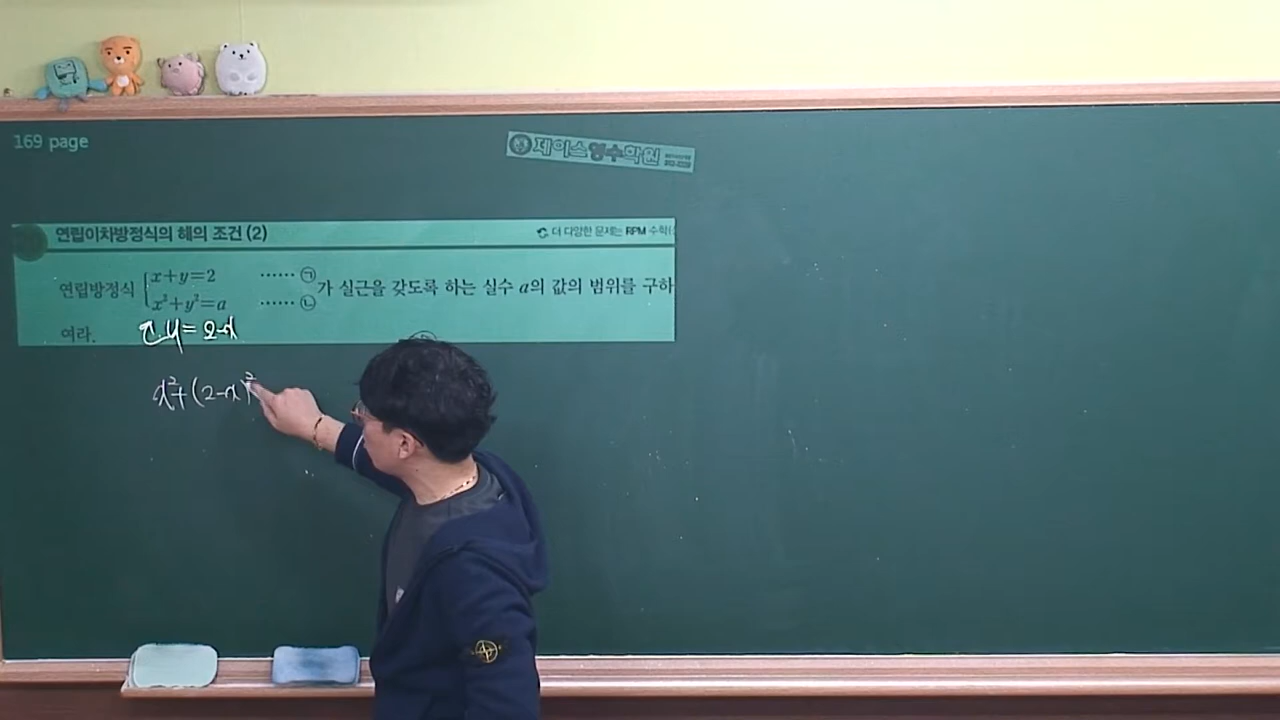 169 page
제이스영수학원
연립이차방정식의 해의 조건 (2)
더 다양한 문제는 RPM 수학(
연립방정식 x+y=2 ······ ㉠
x²+y²=a ······ ㉡
가 실근을 갖도록 하는 실수 a의 값의 범위를 구하
여라.
y=2-x
x²+(2-x)²